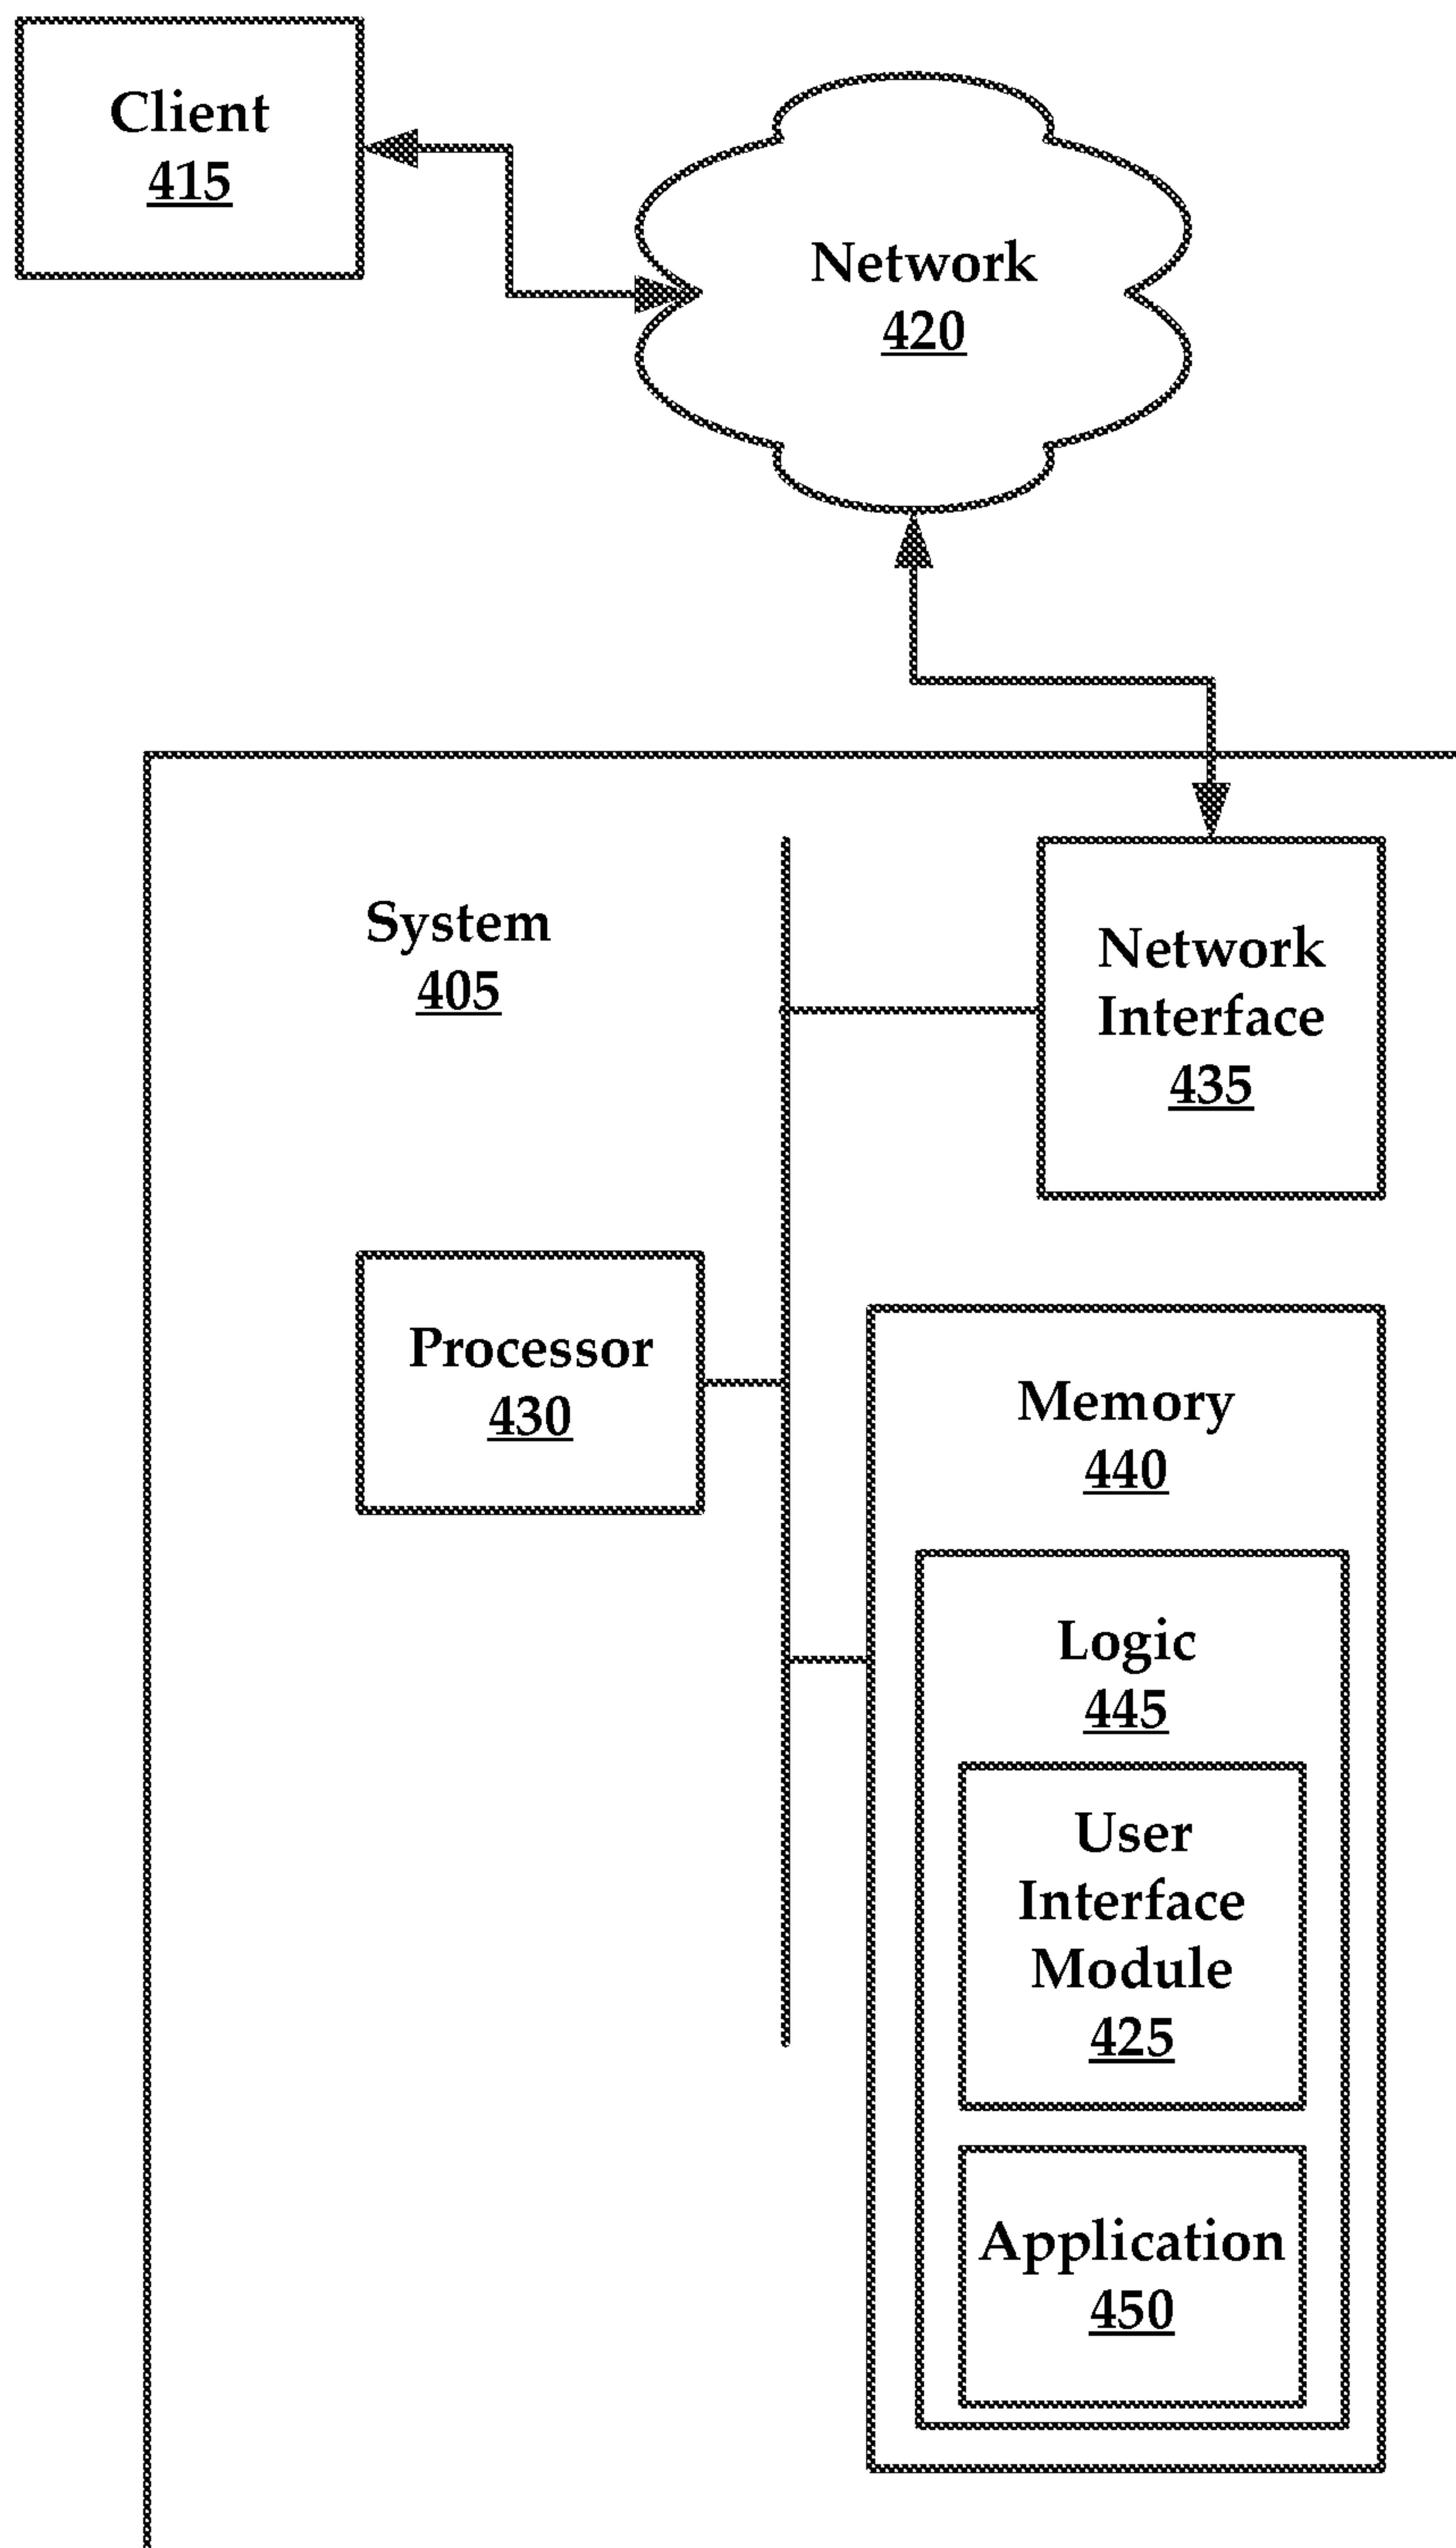 Client
415
Network
420
System
405
Network
Interface
435
Processor
430
Memory
440
Logic
445
User
Interface
Module
425
Application
450